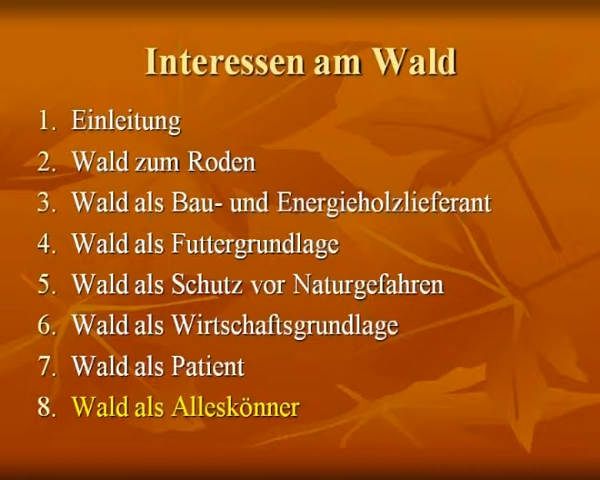 Interessen am Wald
1. Einleitung
2. Wald zum Roden
3. Wald als Bau- und Energieholzlieferant
4. Wald als Futtergrundlage
5. Wald als Schutz vor Naturgefahren
6. Wald als Wirtschaftsgrundlage
7. Wald als Patient
8. Wald als Alleskönner